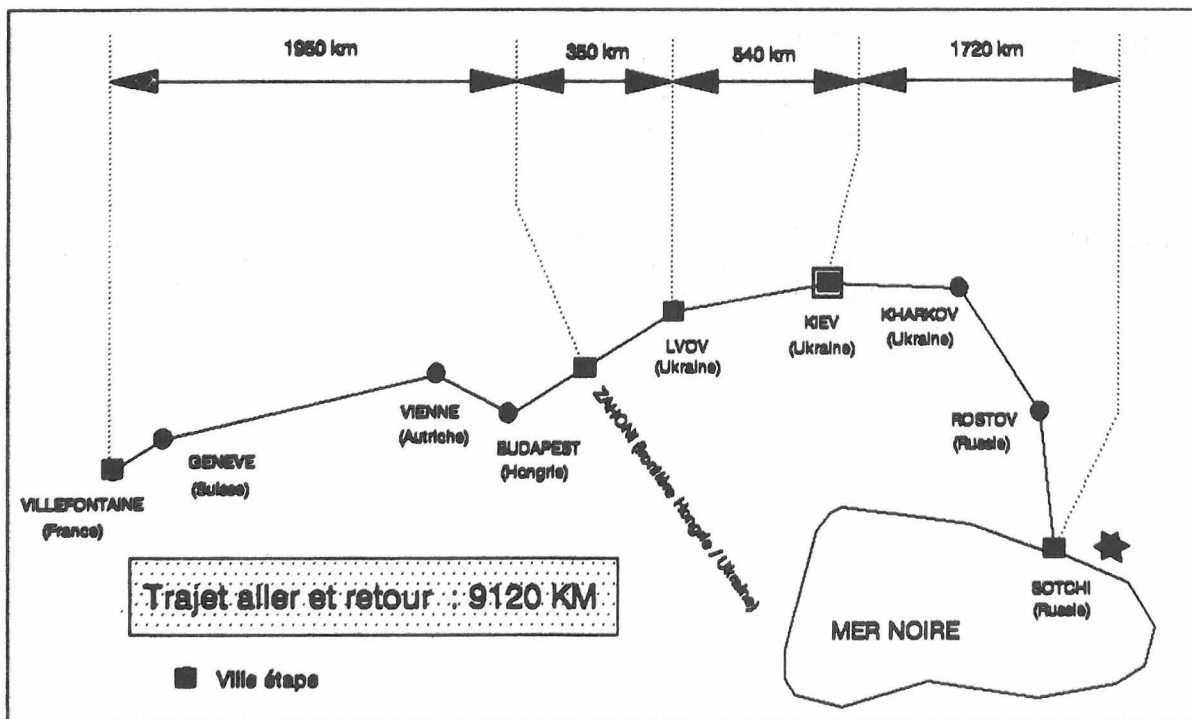 1950 km
350 km
540 km
1720 km
KIEV
(Ukraine)
KHARKOV
(Ukraine)
LVOV
(Ukraine)
VIENNE
(Autriche)
BUDAPEST
(Hongrie)
ZAHONI (frontière Hongrie / Ukraine)
ROSTOV
(Russie)
GENEVE
(Suisse)
VILLEFONTAINE
(France)
SOTCHI
(Russie)
MER NOIRE
Trajet aller et retour : 9120 KM
Ville étape